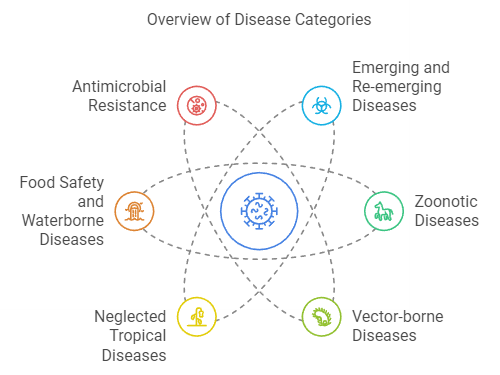 Overview of Disease Categories
Antimicrobial
Resistance
Emerging and
Re-emerging
Diseases
Food Safety
and
Waterborne
Diseases
Zoonotic
Diseases
Neglected
Tropical
Diseases
Vector-borne
Diseases